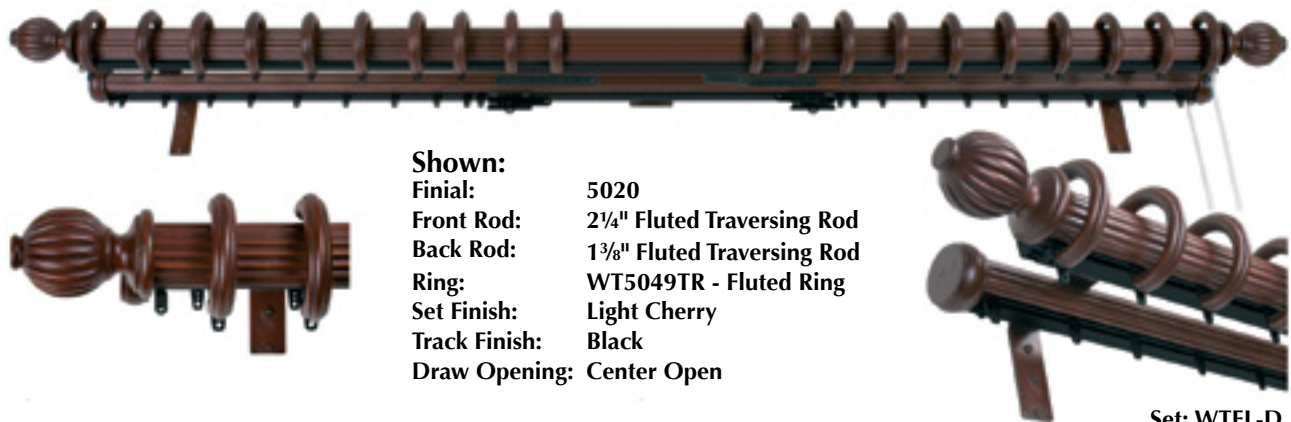 Shown:
Finial: 5020
Front Rod: 2¼" Fluted Traversing Rod
Back Rod: 1⅜" Fluted Traversing Rod
Ring: WT5049TR - Fluted Ring
Set Finish: Light Cherry
Track Finish: Black
Draw Opening: Center Open